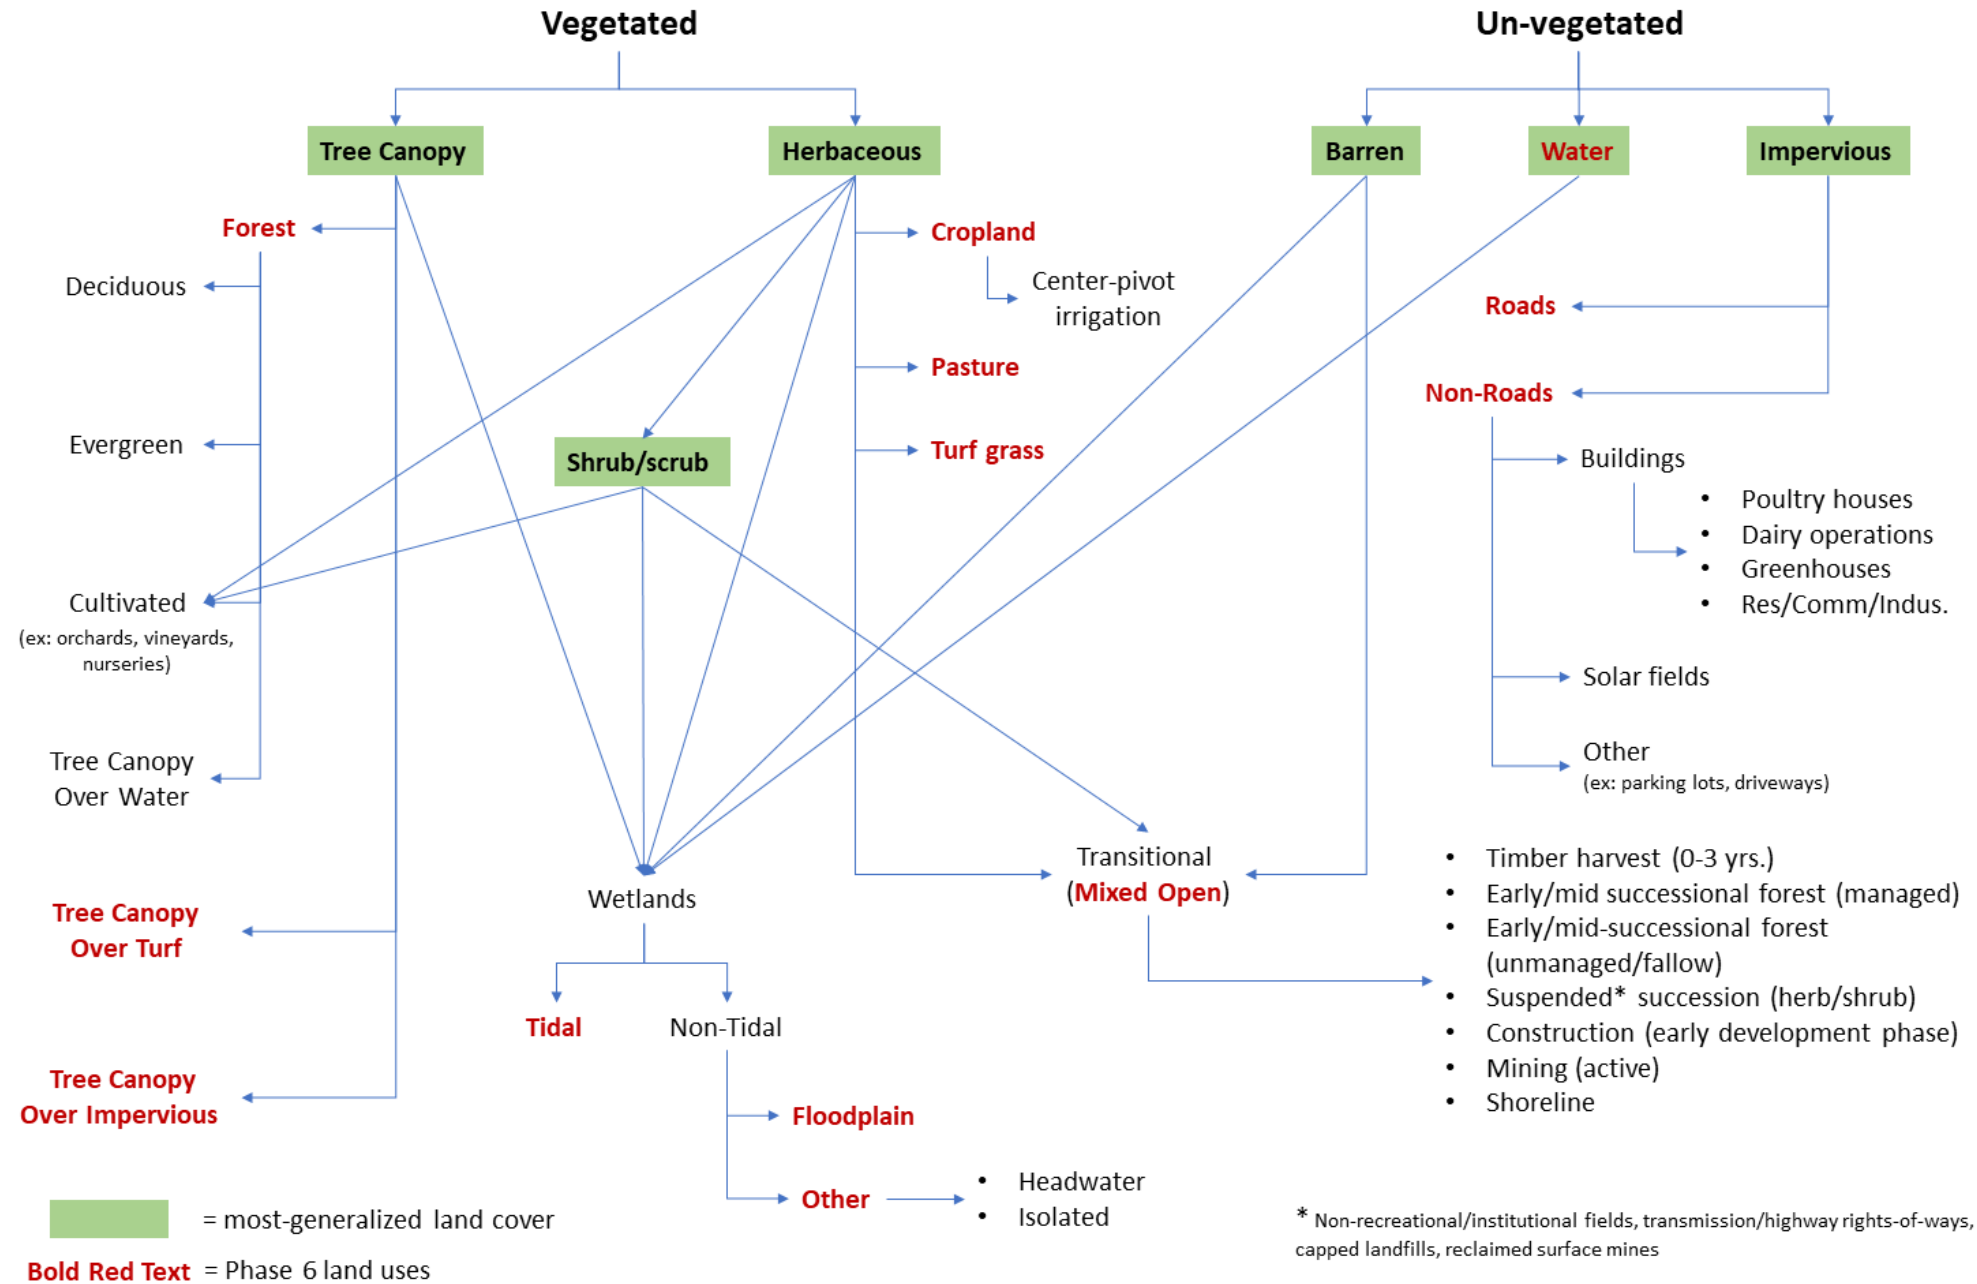 Vegetated
Un-vegetated
Tree Canopy
Herbaceous
Barren
Water
Impervious
Forest
Deciduous
Evergreen
Cultivated
(ex: orchards, vineyards,
nurseries)
Tree Canopy
Over Water
Tree Canopy
Over Turf
Tree Canopy
Over Impervious
Cropland
Center-pivot
irrigation
Pasture
Turf grass
Shrub/scrub
Roads
Non-Roads
Buildings
• Poultry houses
• Dairy operations
• Greenhouses
• Res/Comm/Indus.
Solar fields
Other
(ex: parking lots, driveways)
Wetlands
Tidal
Non-Tidal
Floodplain
Other
• Headwater
• Isolated
Transitional
(Mixed Open)
• Timber harvest (0-3 yrs.)
• Early/mid successional forest (managed)
• Early/mid-successional forest
(unmanaged/fallow)
• Suspended* succession (herb/shrub)
• Construction (early development phase)
• Mining (active)
• Shoreline
= most-generalized land cover
Bold Red Text = Phase 6 land uses
* Non-recreational/institutional fields, transmission/highway rights-of-ways,
capped landfills, reclaimed surface mines